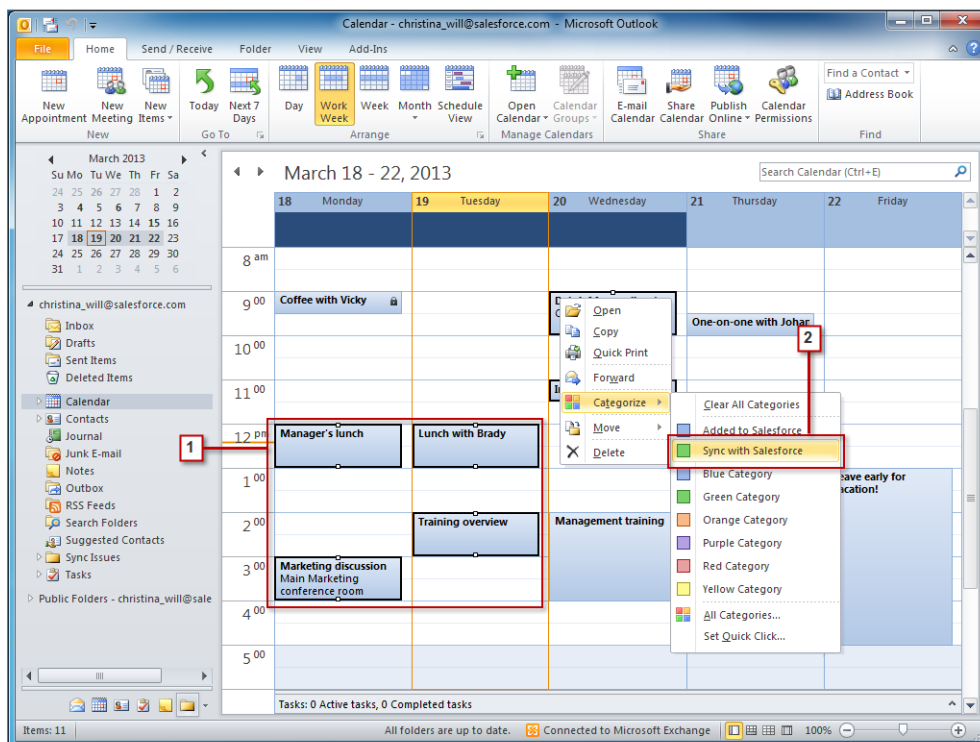 Calendar - christina_will@salesforce.com - Microsoft Outlook
File Home Send / Receive Folder View Add-Ins
New Appointment
New Meeting
New Items
New
Today
Next 7 Days
Go To
Day
Work Week
Week
Month
Schedule View
Arrange
Open Calendar
Calendar Groups
Manage Calendars
E-mail Calendar
Share Calendar
Publish Online
Calendar Permissions
Share
Find a Contact
Address Book
Find
March 2013
Su Mo Tu We Th Fr Sa
24 25 26 27 28 1 2
3 4 5 6 7 8 9
10 11 12 13 14 15 16
17 18 19 20 21 22 23
24 25 26 27 28 29 30
31 1 2 3 4 5 6
christina_will@salesforce.com
Inbox
Drafts
Sent Items
Deleted Items
Calendar
Contacts
Journal
Junk E-mail
Notes
Outbox
RSS Feeds
Search Folders
Suggested Contacts
Sync Issues
Tasks
Public Folders - christina_will@sale
March 18 - 22, 2013
Search Calendar (Ctrl+E)
18 Monday
19 Tuesday
20 Wednesday
21 Thursday
22 Friday
8 am
9 00
10 00
11 00
12 pm
1 00
2 00
3 00
4 00
5 00
Coffee with Vicky
One-on-one with Johan
Manager's lunch
Lunch with Brady
Training overview
Management training
Marketing discussion
Main Marketing
conference room
early for
1
2
Open
Copy
Quick Print
Forward
Categorize
Move
Delete
Clear All Categories
Added to Salesforce
Sync with Salesforce
Blue Category
Green Category
Orange Category
Purple Category
Red Category
Yellow Category
All Categories...
Set Quick Click...
Tasks: 0 Active tasks, 0 Completed tasks
Items: 11
All folders are up to date.
Connected to Microsoft Exchange
100%